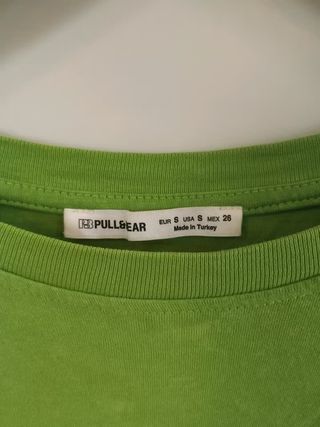 P&B PULL&BEAR
EUR S USA S MEX 26
Made in Turkey